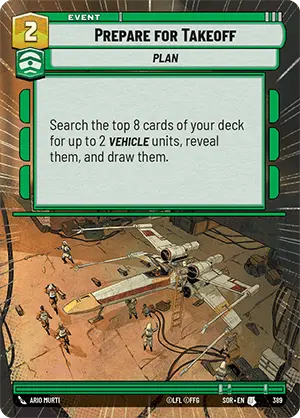 EVENT
2
PREPARE FOR TAKEOFF
PLAN
Search the top 8 cards of your deck
for up to 2 VEHICLE units, reveal
them, and draw them.
ARIO MURTI
©LFL ©FFG
SOR • EN
389